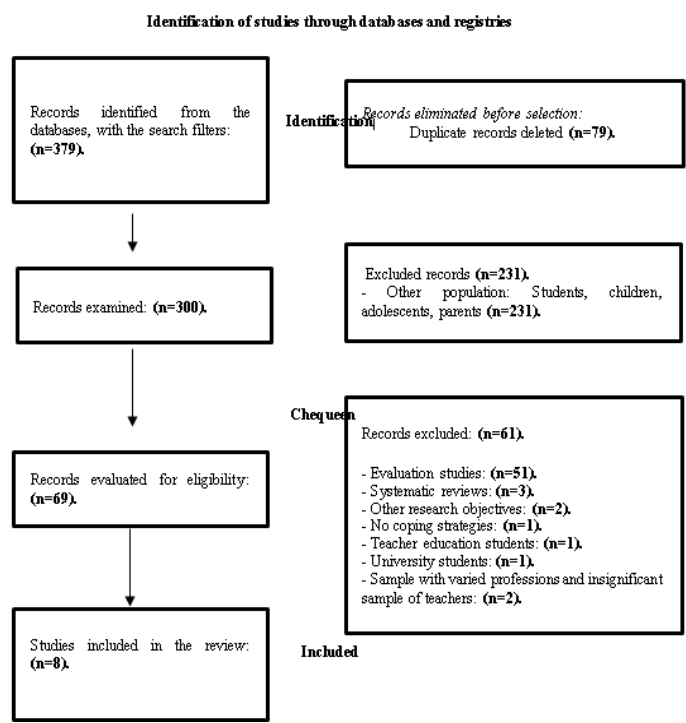 Identification of studies through databases and registries
Records identified from the
databases, with the search filters:
(n=379).
Identification
Records eliminated before selection:
Duplicate records deleted (n=79).
Records examined: (n=300).
Excluded records (n=231).
- Other population: Students, children,
adolescents, parents (n=231).
Chequeen
Records evaluated for eligibility:
(n=69).
Records excluded: (n=61).
- Evaluation studies: (n=51).
- Systematic reviews: (n=3).
- Other research objectives: (n=2).
- No coping strategies: (n=1).
- Teacher education students: (n=1).
- University students: (n=1).
- Sample with varied professions and insignificant
sample of teachers: (n=2).
Studies included in the review:
(n=8).
Included